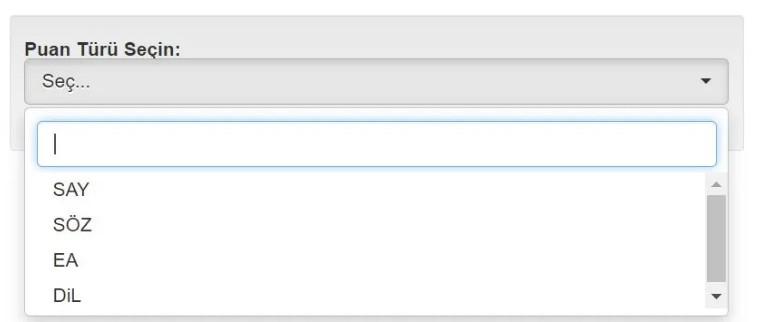 Puan Türü Seçin:
Seç...
SAY
SÖZ
EA
DiL